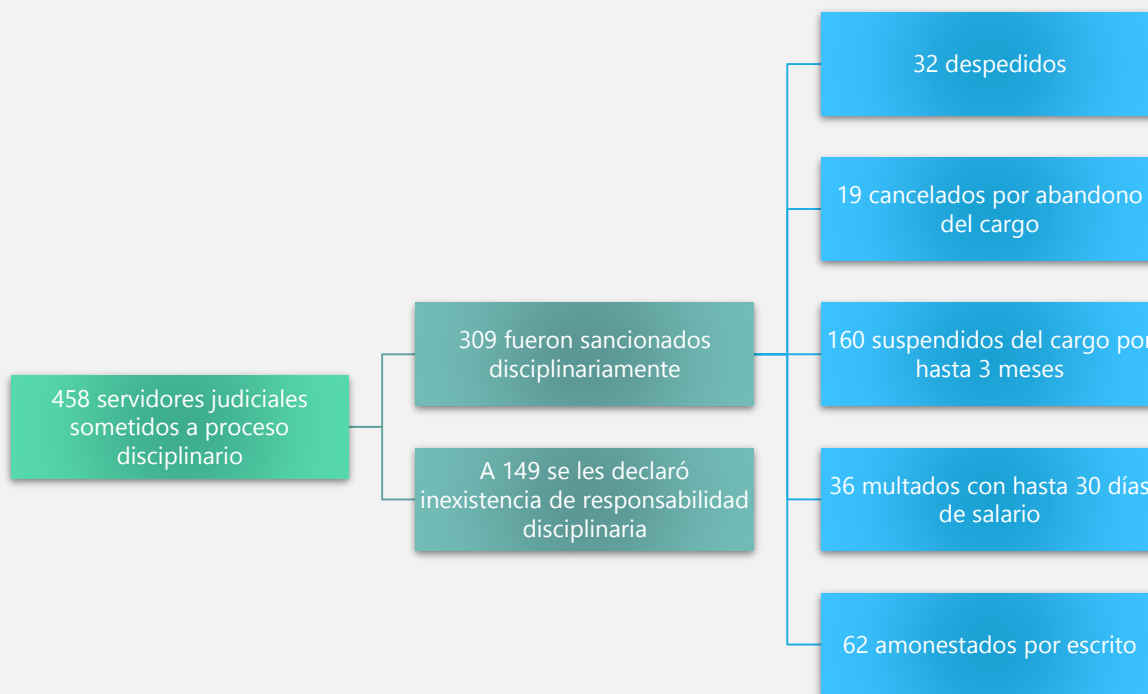 458 servidores judiciales
sometidos a proceso
disciplinario
309 fueron sancionados
disciplinariamente
A 149 se les declaró
inexistencia de responsabilidad
disciplinaria
32 despedidos
19 cancelados por abandono
del cargo
160 suspendidos del cargo por
hasta 3 meses
36 multados con hasta 30 días
de salario
62 amonestados por escrito